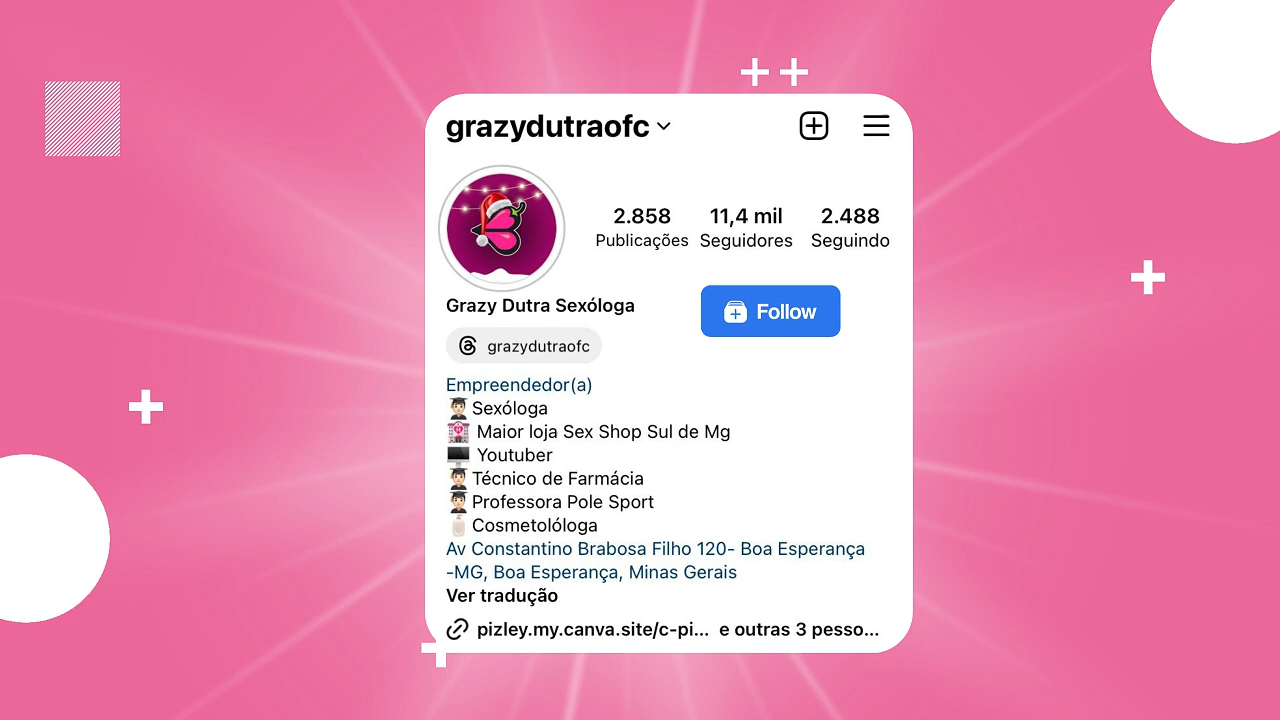 grazydutraofc
2.858 11,4 mil 2.488
Publicações Seguidores Seguindo
Grazy Dutra Sexóloga
Follow
grazydutraofc
Empreendedor(a)
Sexóloga
Maior loja Sex Shop Sul de Mg
Youtuber
Técnico de Farmácia
Professora Pole Sport
Cosmetolóloga
Av Constantino Brabosa Filho 120- Boa Esperança
-MG, Boa Esperança, Minas Gerais
Ver tradução
pizley.my.canva.site/c-pi... e outras 3 pesso...